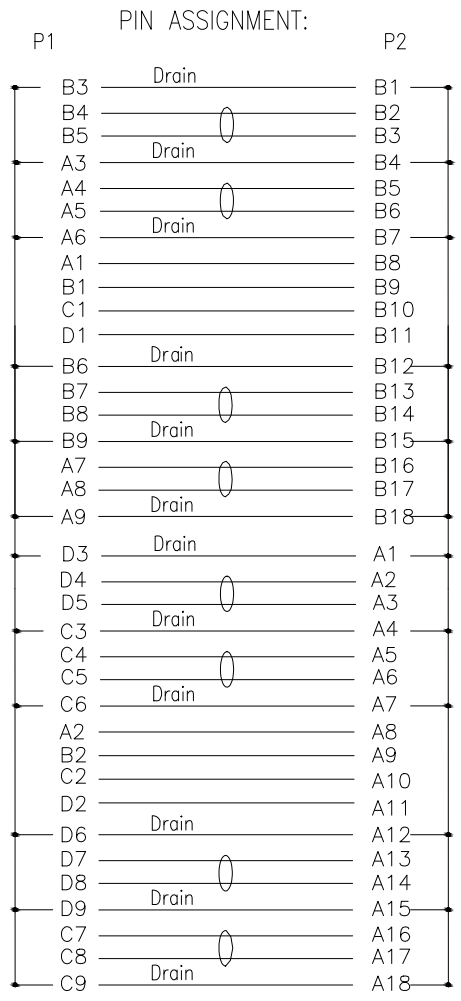 PIN ASSIGNMENT:
P1 P2
B3 Drain B1
B4 B2
B5 B3
A3 Drain B4
A4 B5
A5 B6
A6 Drain B7
A1 B8
B1 B9
C1 B10
D1 B11
B6 Drain B12
B7 B13
B8 B14
B9 Drain B15
A7 B16
A8 B17
A9 Drain B18
D3 Drain A1
D4 A2
D5 A3
C3 Drain A4
C4 A5
C5 A6
C6 Drain A7
A2 A8
B2 A9
C2 A10
D2 A11
D6 Drain A12
D7 A13
D8 A14
D9 Drain A15
C7 A16
C8 A17
C9 Drain A18